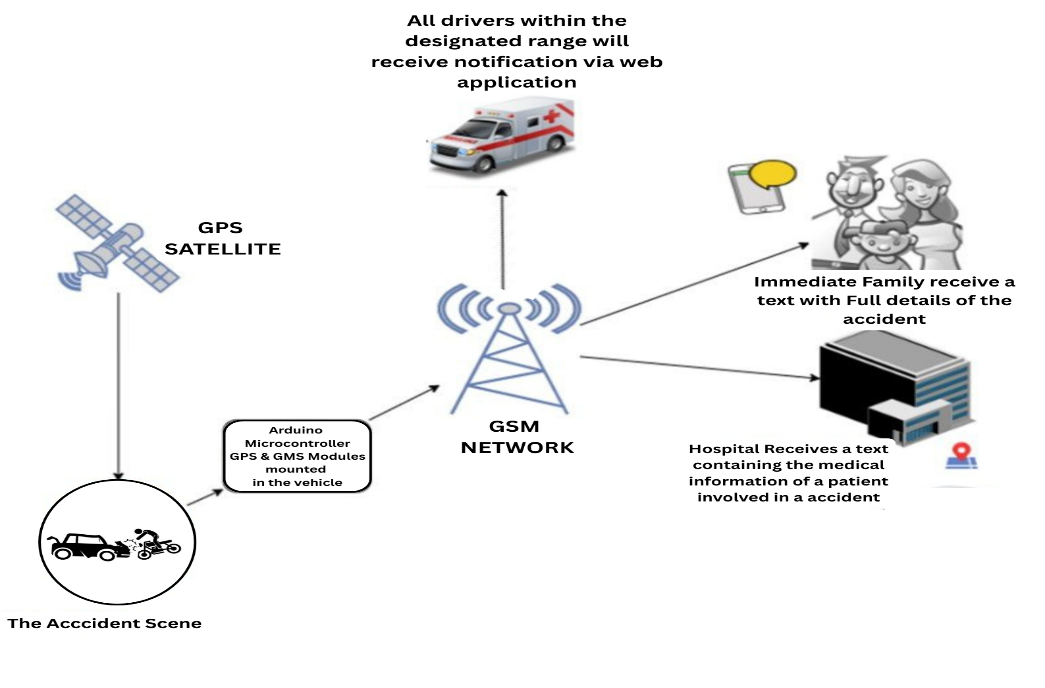 All drivers within the
designated range will
receive notification via web
application
GPS
SATELLITE
Immediate Family receive a
text with Full details of the
accident
Arduino
Microcontroller
GPS & GMS Modules
mounted
in the vehicle
GSM
NETWORK
Hospital Receives a text
containing the medical
information of a patient
involved in a accident
The Acccident Scene